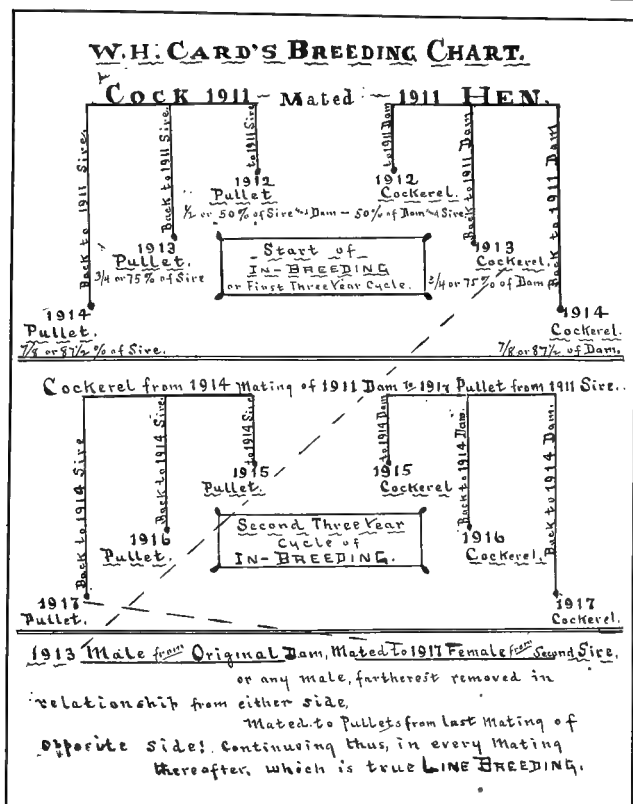 W.H. CARD'S BREEDING CHART.
COCK 1911 - Mated - 1911 HEN.
Back to 1911 Sire.
Back to 1911 Sire.
to 1911 Sire.
to 1911 Dam
Back to 1911 Dam
Back to 1911 Dam
1912
Pullet
1912
Cockerel.
1/2 or 50% of Sire and Dam - 50% of Dam and Sire
1913
Pullet.
3/4 or 75% of Sire
Start of
IN-BREEDING
or First Three Year Cycle.
1913
Cockerel.
3/4 or 75% of Dam
1914
Pullet.
7/8 or 87 1/2 % of Sire.
1914
Cockerel.
7/8 or 87 1/2 of Dam.
Cockerel from 1914 Mating of 1911 Dam To Pullet from 1911 Sire.
Back to 1914 Sire
Back to 1914 Sire.
to 1914 Sire.
to 1914 Dam
Back to 1914 Dam.
Back to 1914 Dam.
1915
Pullet.
1915
Cockerel
1916
Pullet.
Second Three Year
Cycle of
IN-BREEDING.
1916
Cockerel.
1917
Pullet.
1917
Cockerel.
1913 Male from Original Dam, Mated To 1917 Female from Second Sire,
or any male, fartherest removed in
relationship from either side,
Mated to Pullets from last Mating of
opposite side! Continuing thus, in every Mating
thereafter, which is true LINE BREEDING.